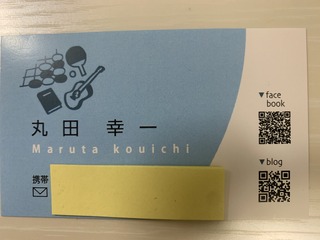 丸田 幸一
Maruta kouichi
携帯
▼face
book
▼blog